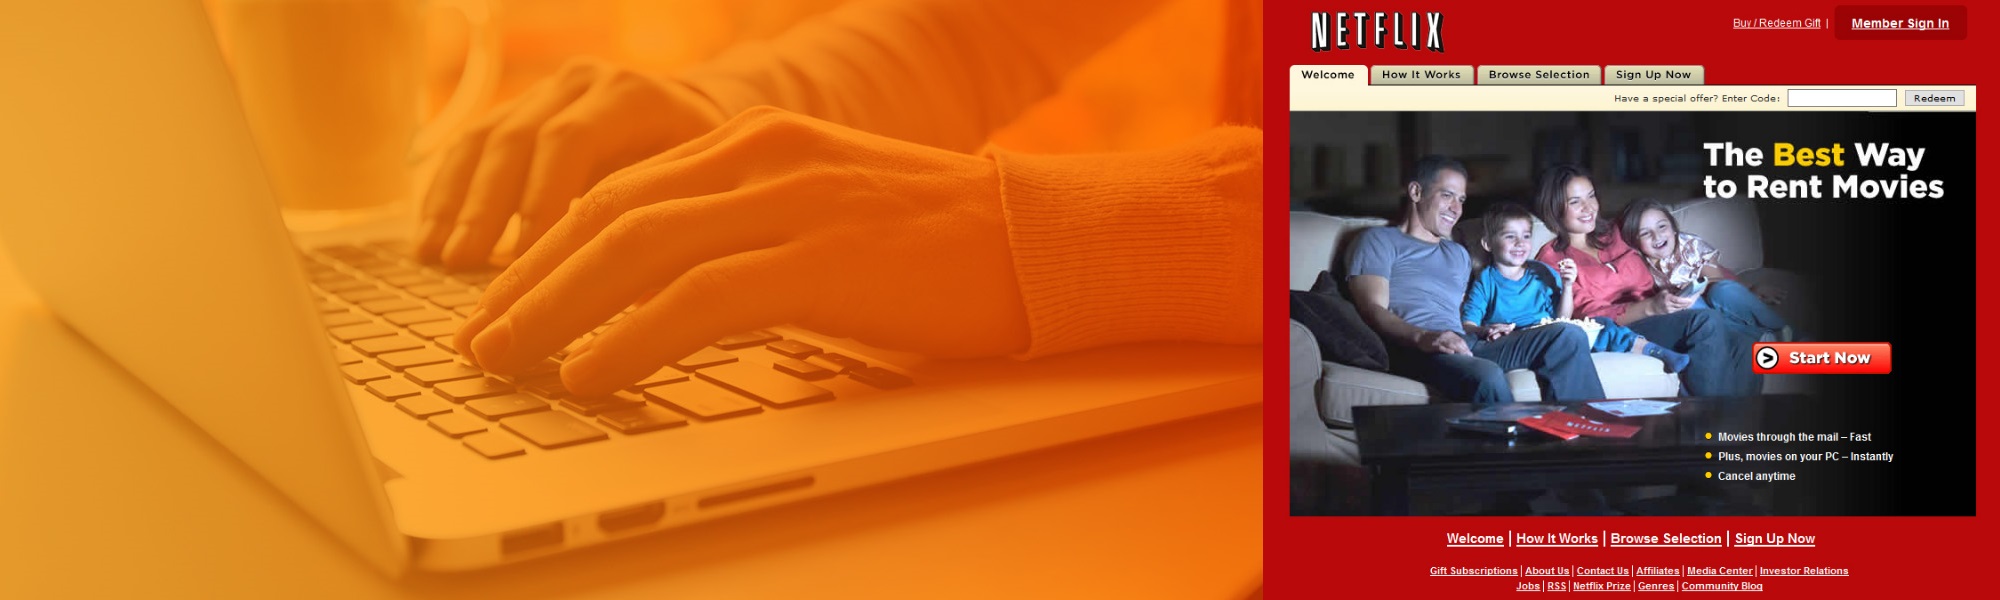 NETFLIX
Buy / Redeem Gift | Member Sign In
Welcome How It Works Browse Selection Sign Up Now
Have a special offer? Enter Code: Redeem
The Best Way
to Rent Movies
Start Now
NETFLIX
Movies through the mail – Fast
Plus, movies on your PC – Instantly
Cancel anytime
Welcome | How It Works | Browse Selection | Sign Up Now
Gift Subscriptions | About Us | Contact Us | Affiliates | Media Center | Investor Relations
Jobs | RSS | Netflix Prize | Genres | Community Blog